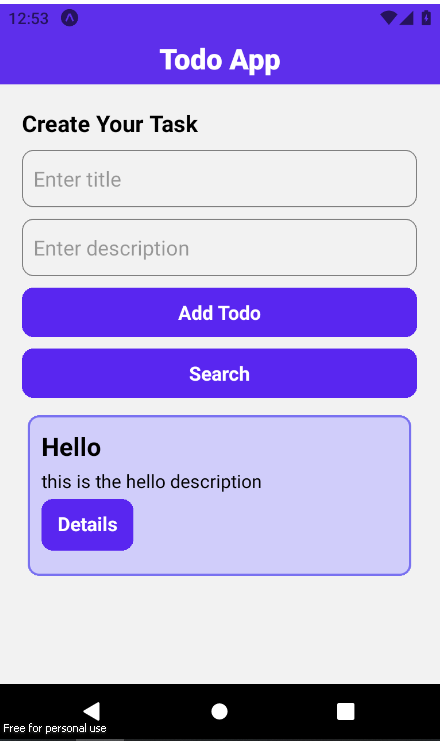 12:53
Todo App
Create Your Task
Enter title
Enter description
Add Todo
Search
Hello
this is the hello description
Details
Free for personal use